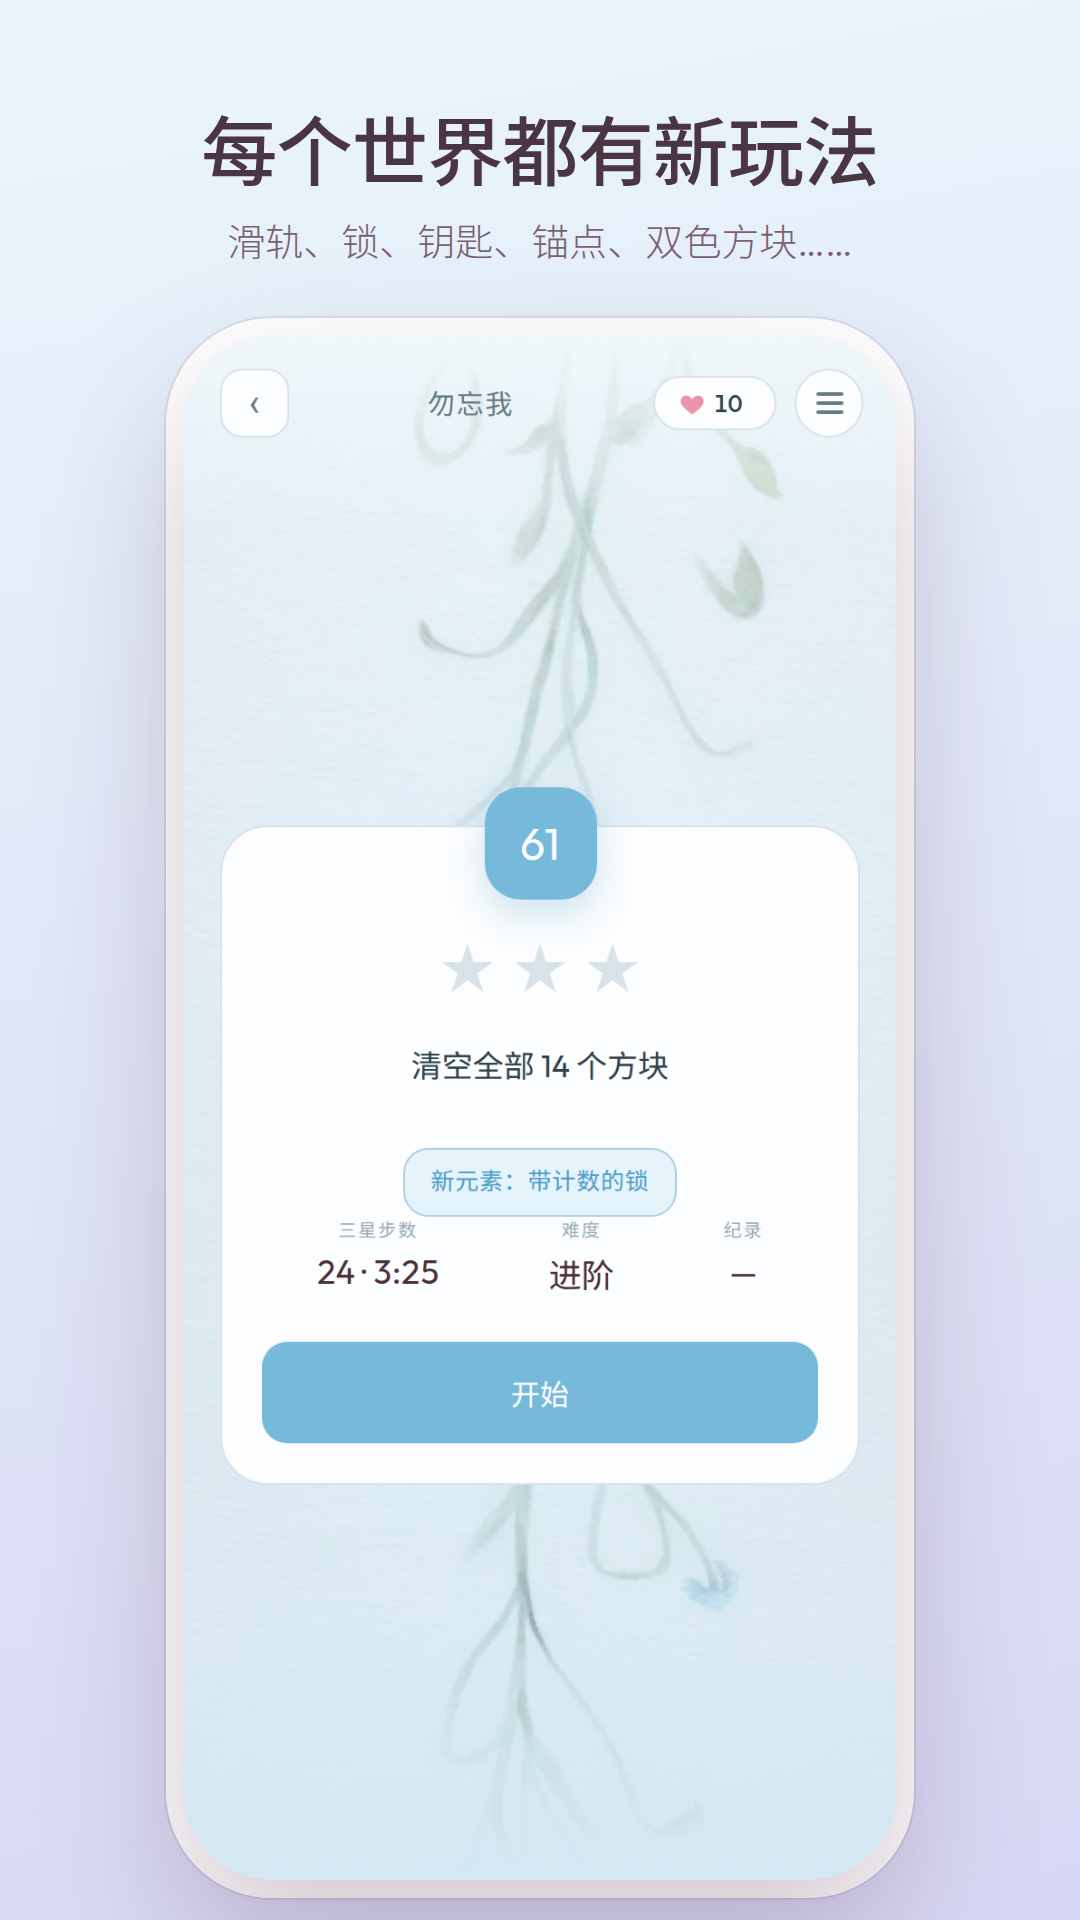 每个世界都有新玩法
滑轨、锁、钥匙、锚点、双色方块……
‹ 勿忘我 10
61
清空全部 14 个方块
新元素：带计数的锁
三星步数 难度 纪录
24 · 3:25 进阶 —
开始